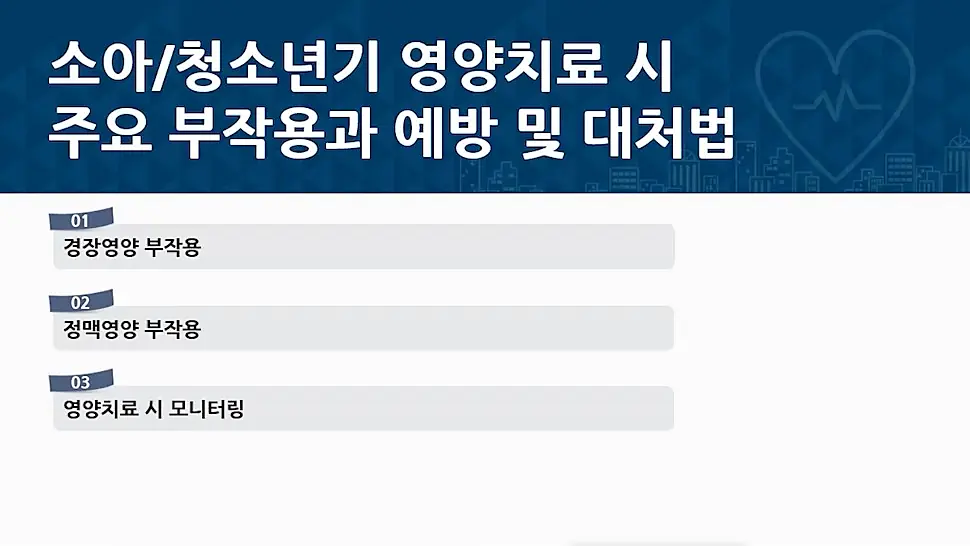 소아/청소년기 영양치료 시
주요 부작용과 예방 및 대처법
01
경장영양 부작용
02
정맥영양 부작용
03
영양치료 시 모니터링